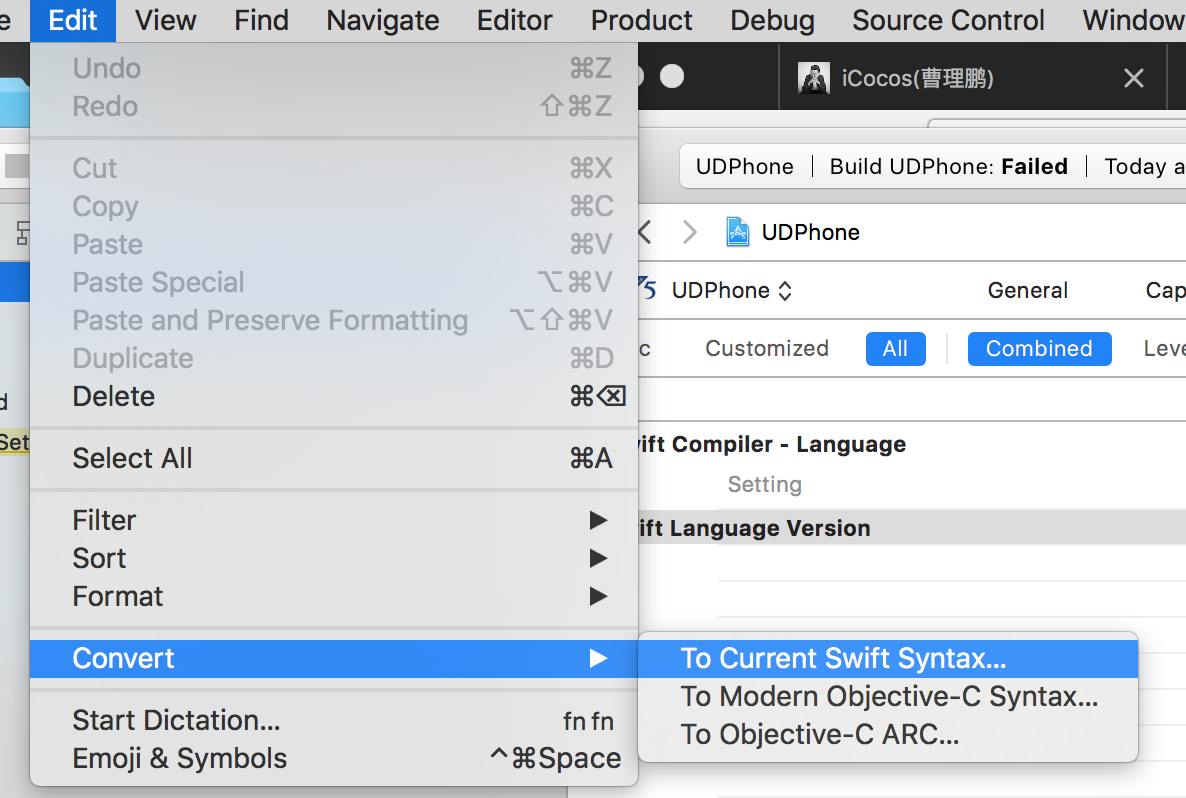 Edit View Find Navigate Editor Product Debug Source Control Window
Undo ⌘Z
Redo ⇧⌘Z
Cut ⌘X
Copy ⌘C
Paste ⌘V
Paste Special ⌥⌘V
Paste and Preserve Formatting ⌥⇧⌘V
Duplicate ⌘D
Delete ⌘⌫
Select All ⌘A
Filter ▶
Sort ▶
Format ▶
Convert ▶
Start Dictation... fn fn
Emoji & Symbols ^⌘Space
To Current Swift Syntax...
To Modern Objective-C Syntax...
To Objective-C ARC...
iCocos(曹理鹏)
UDPhone | Build UDPhone: Failed | Today a
UDPhone
UDPhone General Cap
Customized All Combined Leve
ift Compiler - Language
Setting
ift Language Version
Set